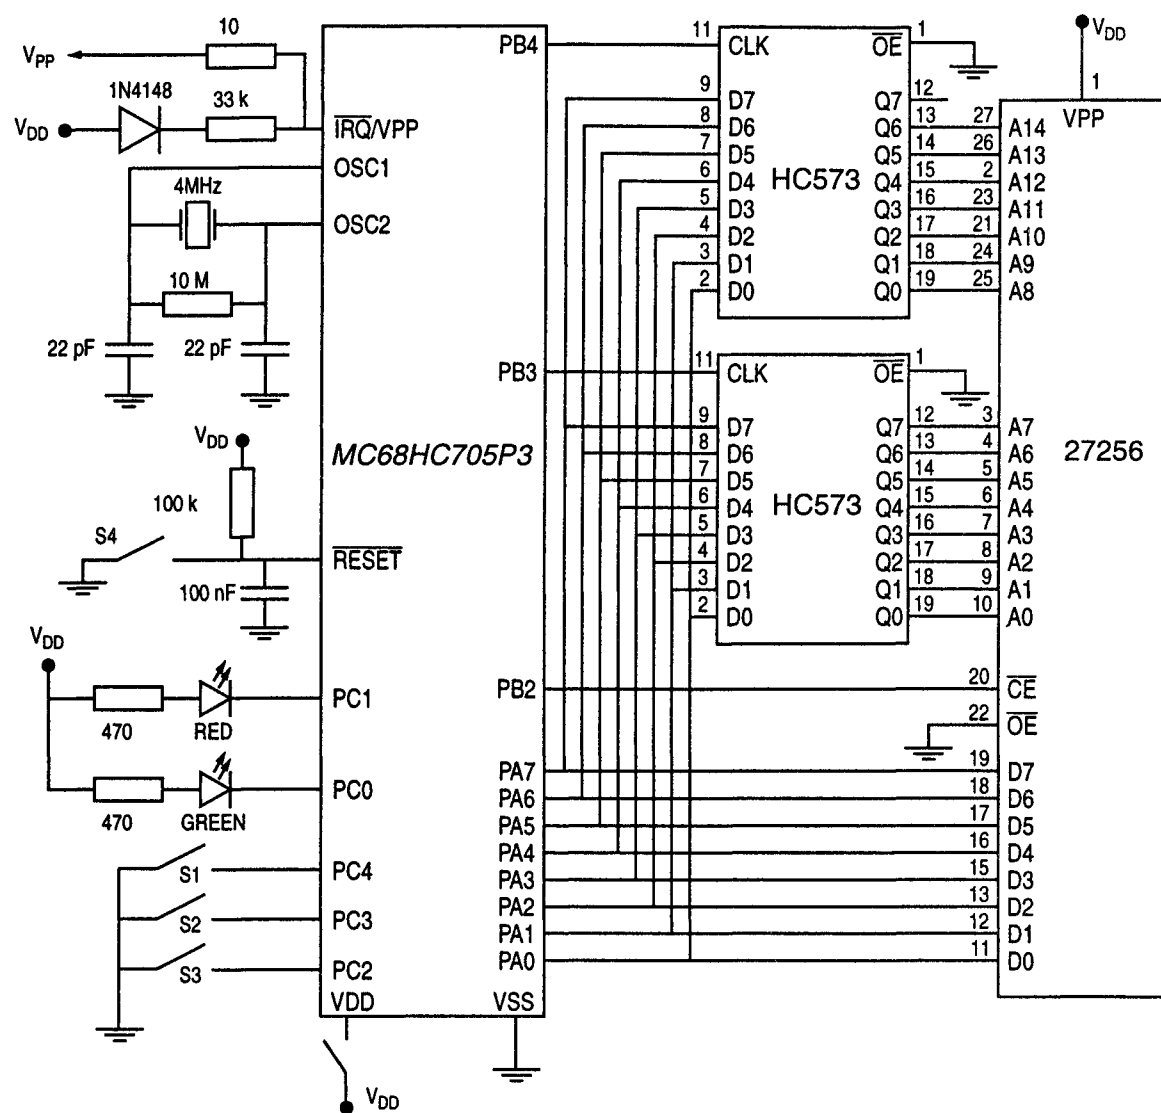 10
V_PP
1N4148
33 k
V_DD
IRQ/VPP
OSC1
4MHz
OSC2
10 M
22 pF
22 pF
V_DD
100 k
S4
RESET
100 nF
V_DD
PC1
470
RED
PC0
470
GREEN
S1
PC4
S2
PC3
S3
PC2
VDD
VSS
V_DD
MC68HC705P3
PB4
PB3
PB2
PA7
PA6
PA5
PA4
PA3
PA2
PA1
PA0
11 CLK OE 1
9 D7 Q7 12
8 D6 Q6 13
7 D5 Q5 14
6 D4 Q4 15
HC573
5 D3 Q3 16
4 D2 Q2 17
3 D1 Q1 18
2 D0 Q0 19
11 CLK OE 1
9 D7 Q7 12
8 D6 Q6 13
7 D5 Q5 14
6 D4 Q4 15
HC573
5 D3 Q3 16
4 D2 Q2 17
3 D1 Q1 18
2 D0 Q0 19
V_DD
1
VPP
27 A14
26 A13
2 A12
23 A11
21 A10
24 A9
25 A8
3 A7
4 A6
27256
5 A5
6 A4
7 A3
8 A2
9 A1
10 A0
20 CE
22 OE
19 D7
18 D6
17 D5
16 D4
15 D3
13 D2
12 D1
11 D0